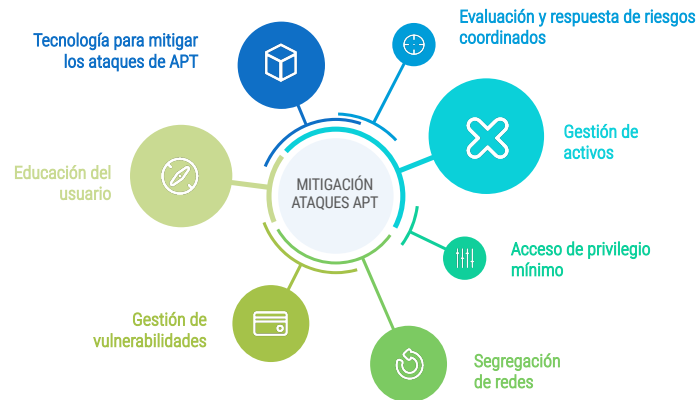 Evaluación y respuesta de riesgos
coordinados
Tecnología para mitigar
los ataques de APT
Gestión de
activos
Educación del
usuario
MITIGACIÓN
ATAQUES APT
Acceso de privilegio
mínimo
Gestión de
vulnerabilidades
Segregación
de redes